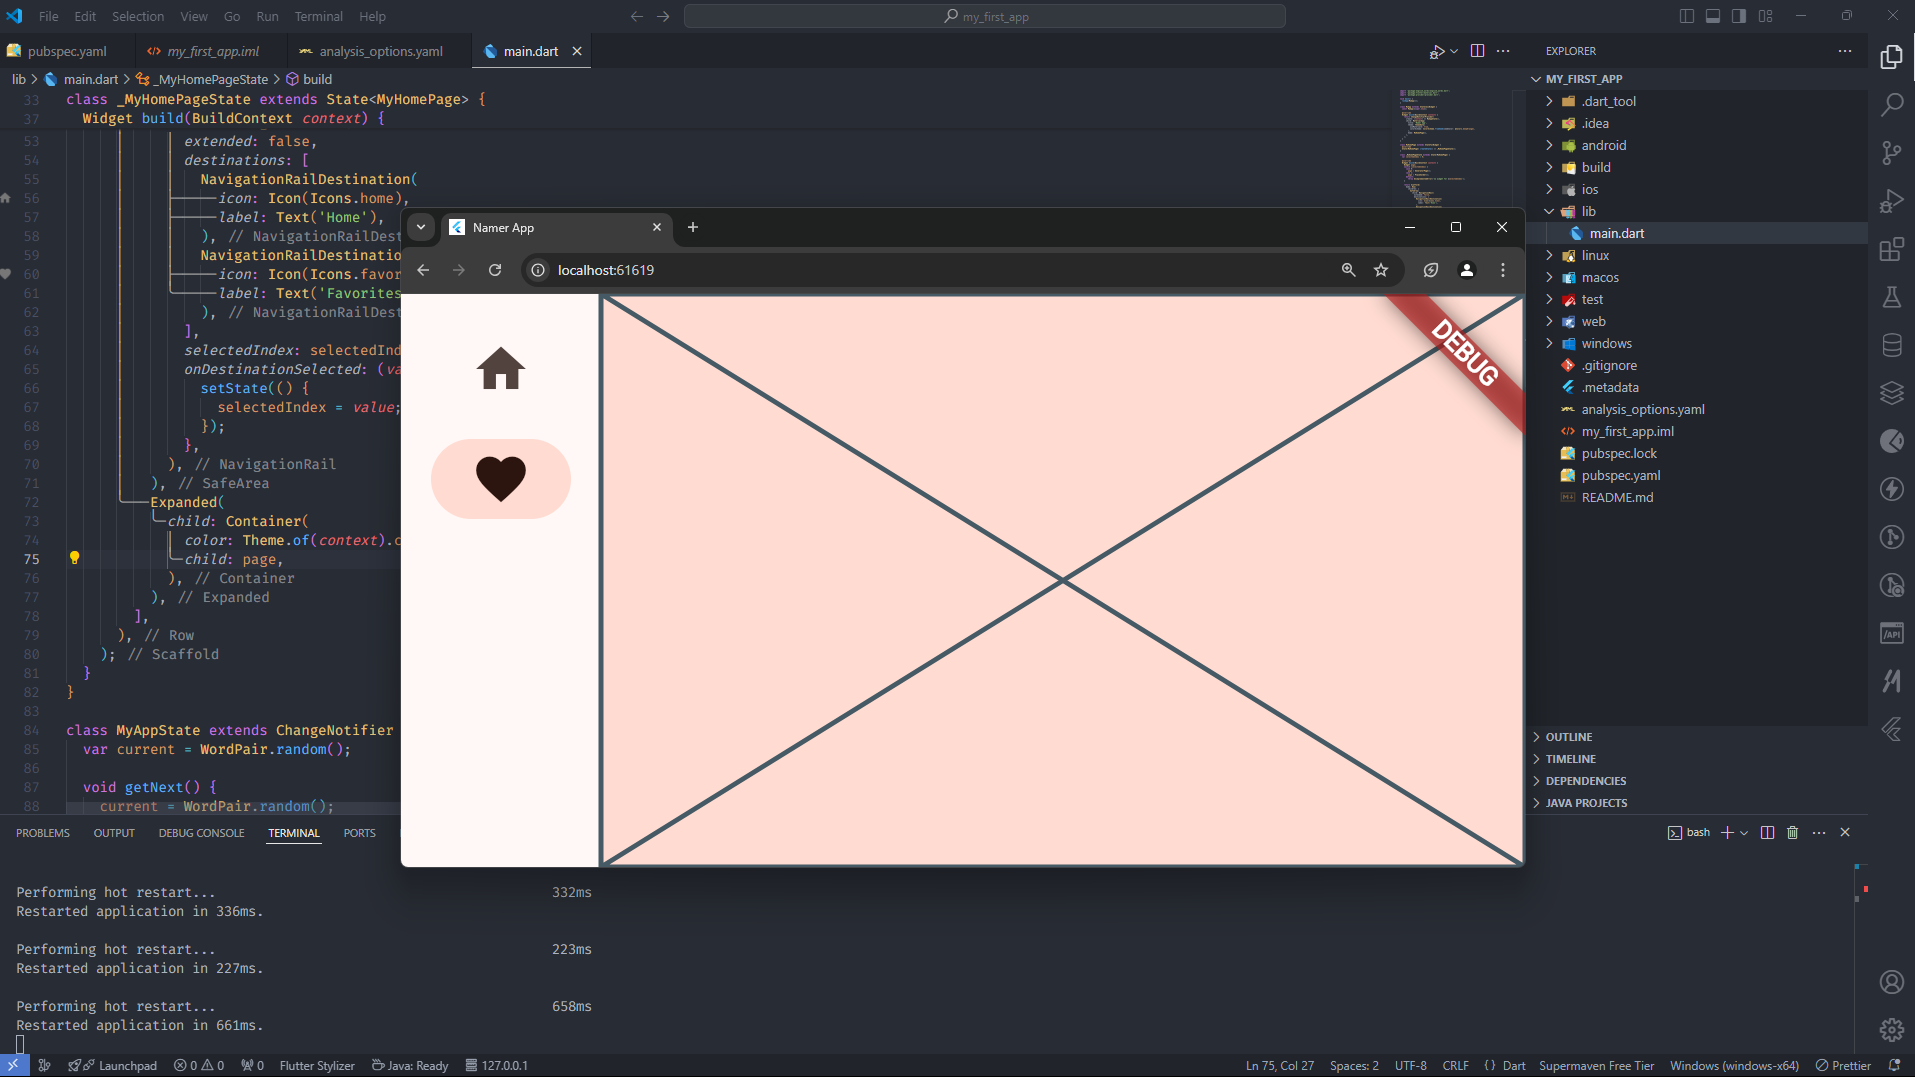 File Edit Selection View Go Run Terminal Help
my_first_app
pubspec.yaml
my_first_app.iml
analysis_options.yaml
main.dart
lib > main.dart > _MyHomePageState > build
33 class _MyHomePageState extends State<MyHomePage> {
37 Widget build(BuildContext context) {
53 extended: false,
54 destinations: [
55 NavigationRailDestination(
56 icon: Icon(Icons.home),
57 label: Text('Home'),
58 ), // NavigationRailDest
59 NavigationRailDestinatio
60 icon: Icon(Icons.favor
61 label: Text('Favorites
62 ), // NavigationRailDest
63 ],
64 selectedIndex: selectedInd
65 onDestinationSelected: (va
66 setState(() {
67 selectedIndex = value;
68 });
69 },
70 ), // NavigationRail
71 ), // SafeArea
72 Expanded(
73 child: Container(
74 color: Theme.of(context).c
75 child: page,
76 ), // Container
77 ), // Expanded
78 ],
79 ), // Row
80 ); // Scaffold
81 }
82 }
83
84 class MyAppState extends ChangeNotifier
85 var current = WordPair.random();
86
87 void getNext() {
88 current = WordPair.random();
Namer App
localhost:61619
DEBUG
EXPLORER
MY_FIRST_APP
.dart_tool
.idea
android
build
ios
lib
main.dart
linux
macos
test
web
windows
.gitignore
.metadata
analysis_options.yaml
my_first_app.iml
pubspec.lock
pubspec.yaml
README.md
OUTLINE
TIMELINE
DEPENDENCIES
JAVA PROJECTS
PROBLEMS OUTPUT DEBUG CONSOLE TERMINAL PORTS
bash
Performing hot restart... 332ms
Restarted application in 336ms.
Performing hot restart... 223ms
Restarted application in 227ms.
Performing hot restart... 658ms
Restarted application in 661ms.
Launchpad 0 0 0 Flutter Stylizer Java: Ready 127.0.0.1
Ln 75, Col 27 Spaces: 2 UTF-8 CRLF {} Dart Supermaven Free Tier Windows (windows-x64) Prettier